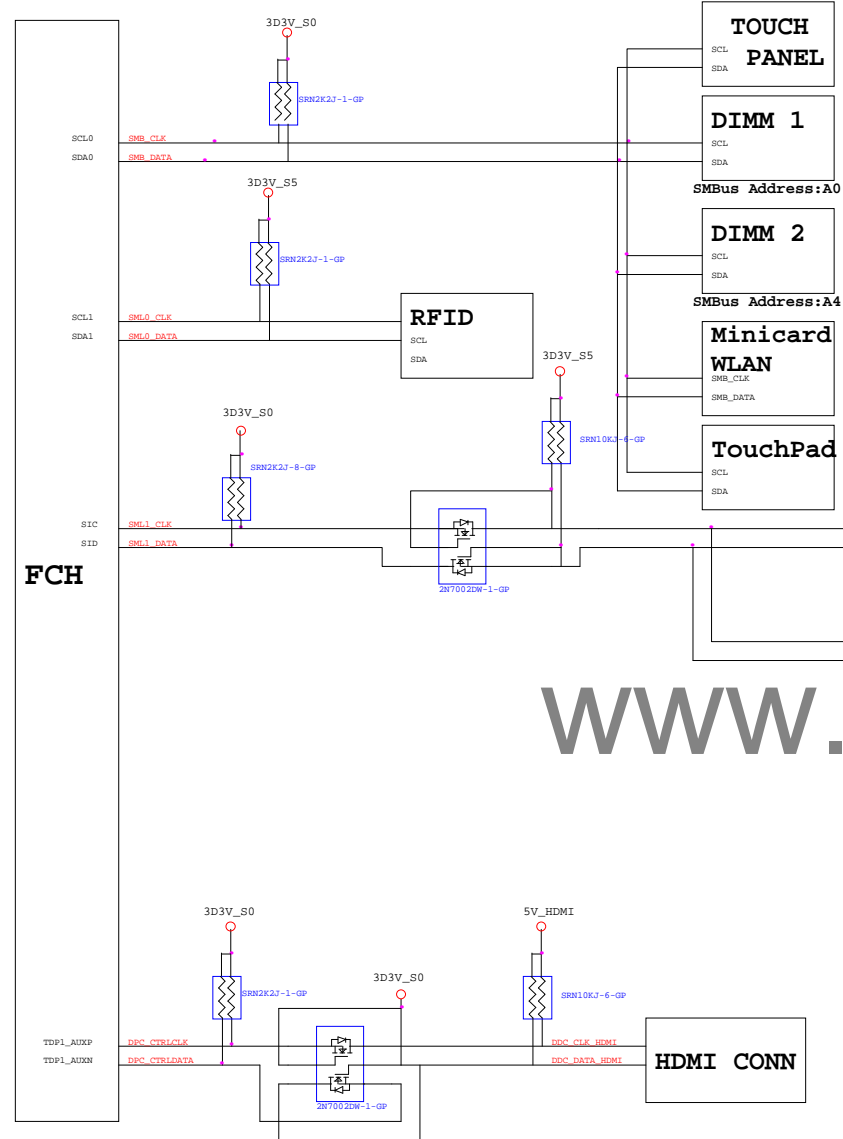 3D3V_S0
TOUCH
PANEL
SCL
SDA
SRN2K2J-1-GP
DIMM 1
SCL0
SMB_CLK
SCL
SDA0
SMB_DATA
SDA
SMBus Address:A0
3D3V_S5
DIMM 2
SRN2K2J-1-GP
SCL
SDA
SMBus Address:A4
SCL1
SML0_CLK
RFID
SDA1
SML0_DATA
SCL
SDA
Minicard
WLAN
SMB_CLK
SMB_DATA
3D3V_S5
3D3V_S0
SRN10KJ-6-GP
TouchPad
SRN2K2J-8-GP
SCL
SDA
SIC
SML1_CLK
SID
SML1_DATA
FCH
2N7002DW-1-GP
www.
3D3V_S0
5V_HDMI
3D3V_S0
SRN2K2J-1-GP
SRN10KJ-6-GP
TDP1_AUXP
DPC_CTRLCLK
DDC_CLK_HDMI
TDP1_AUXN
DPC_CTRLDATA
DDC_DATA_HDMI
HDMI CONN
2N7002DW-1-GP